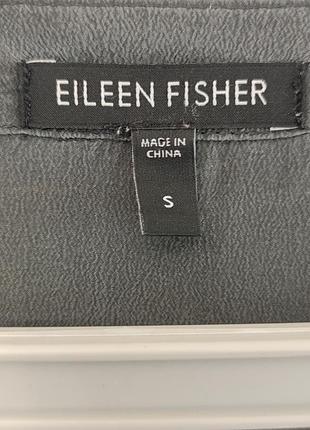 EILEEN FISHER
MADE IN
CHINA
S